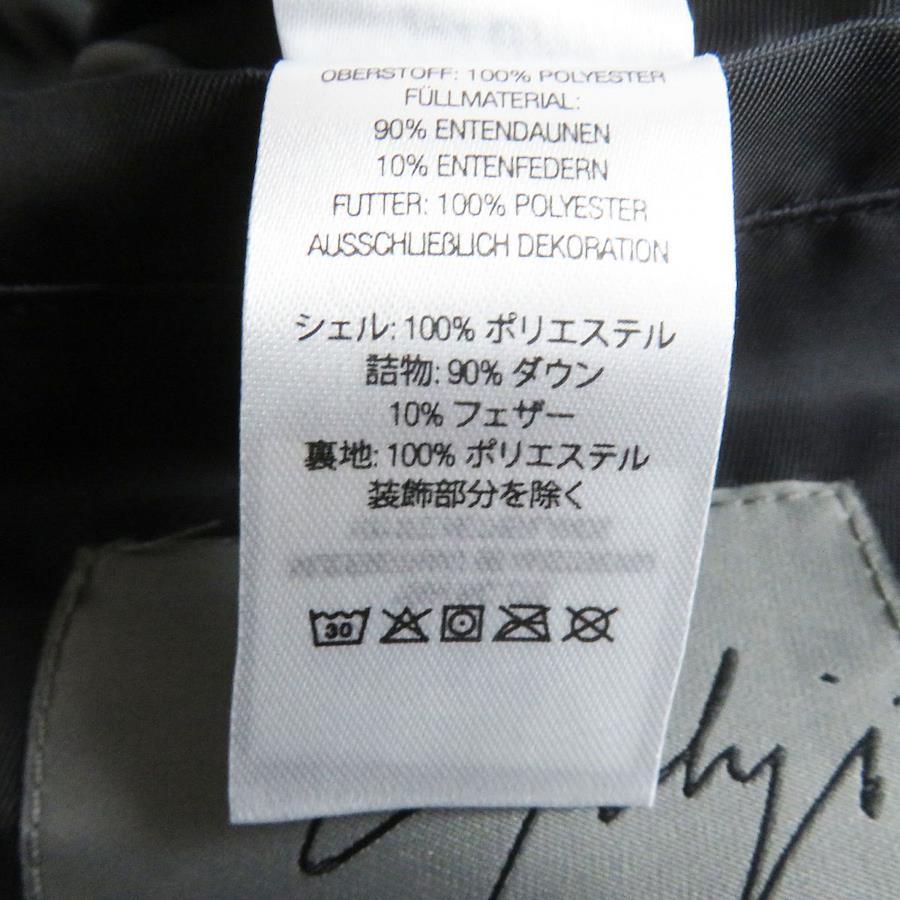 OBERSTOFF: 100% POLYESTER
FÜLLMATERIAL:
90% ENTENDAUNEN
10% ENTENFEDERN
FUTTER: 100% POLYESTER
AUSSCHLIEßLICH DEKORATION
シェル: 100% ポリエステル
詰物: 90% ダウン
10% フェザー
裏地: 100% ポリエステル
装飾部分を除く
30